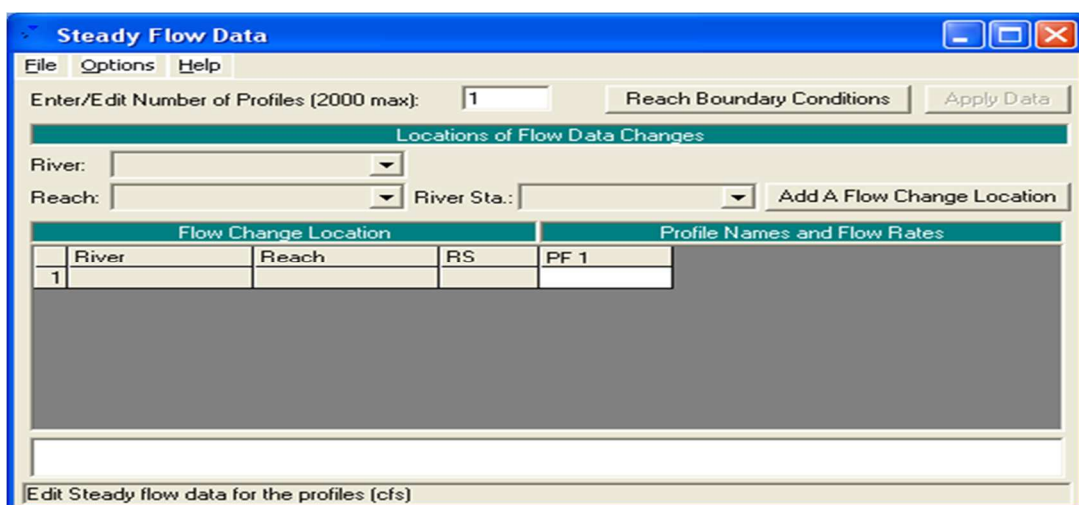 Steady Flow Data
File Options Help
Enter/Edit Number of Profiles (2000 max): 1 Reach Boundary Conditions Apply Data
Locations of Flow Data Changes
River:
Reach: River Sta.: Add A Flow Change Location
Flow Change Location Profile Names and Flow Rates
River Reach RS PF 1
1
Edit Steady flow data for the profiles (cfs)